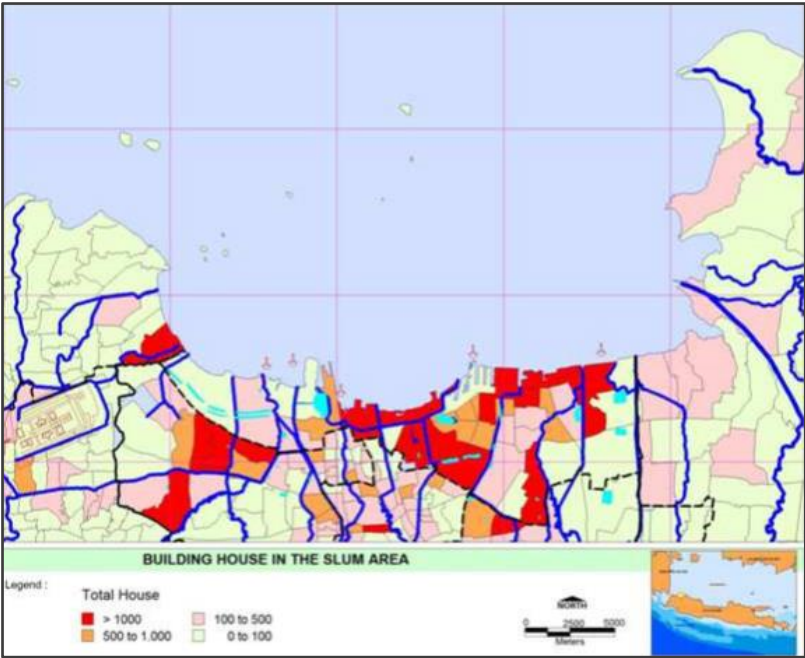 BUILDING HOUSE IN THE SLUM AREA
Legend :
Total House
> 1000
500 to 1.000
100 to 500
0 to 100
NORTH
0 2500 5000
Meters